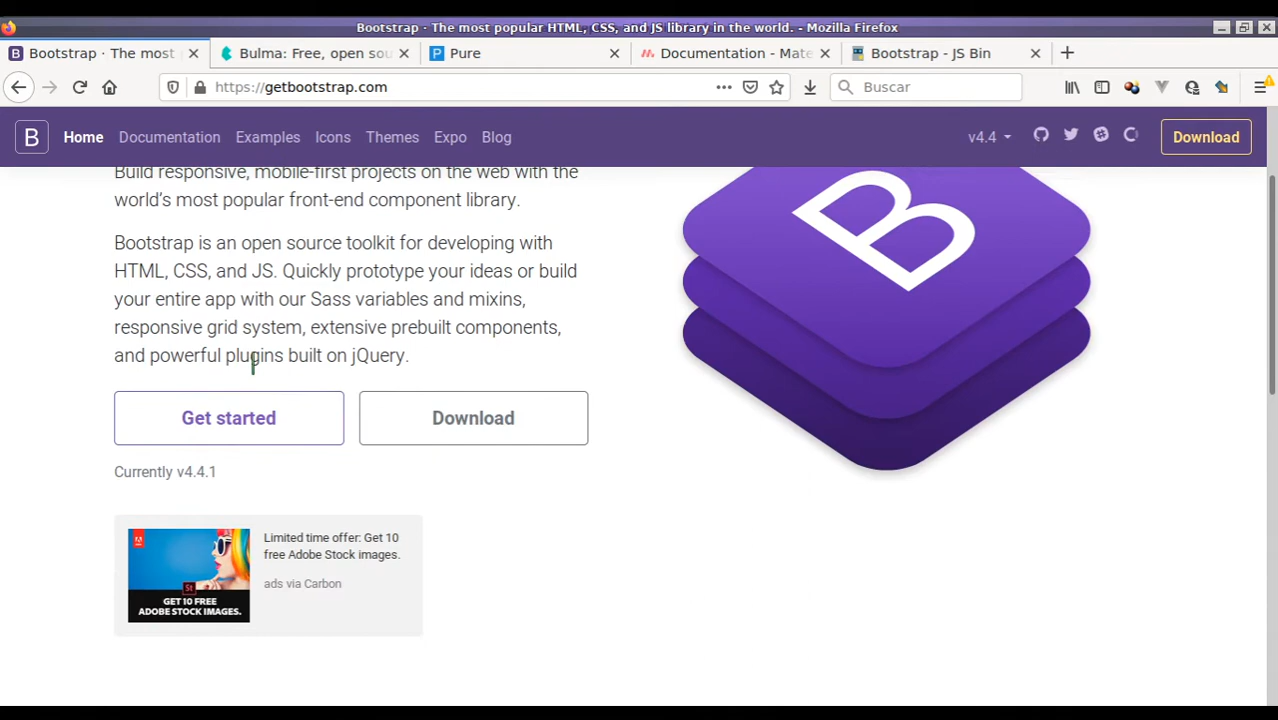 Bootstrap · The most popular HTML, CSS, and JS library in the world. - Mozilla Firefox
Bootstrap · The most
Bulma: Free, open sou
P Pure
Documentation - Mate
Bootstrap - JS Bin
https://getbootstrap.com
Buscar
B Home Documentation Examples Icons Themes Expo Blog v4.4 Download
Build responsive, mobile-first projects on the web with the
world's most popular front-end component library.
Bootstrap is an open source toolkit for developing with
HTML, CSS, and JS. Quickly prototype your ideas or build
your entire app with our Sass variables and mixins,
responsive grid system, extensive prebuilt components,
and powerful plugins built on jQuery.
B
Get started
Download
Currently v4.4.1
Limited time offer: Get 10
free Adobe Stock images.
ads via Carbon
St
GET 10 FREE
ADOBE STOCK IMAGES.